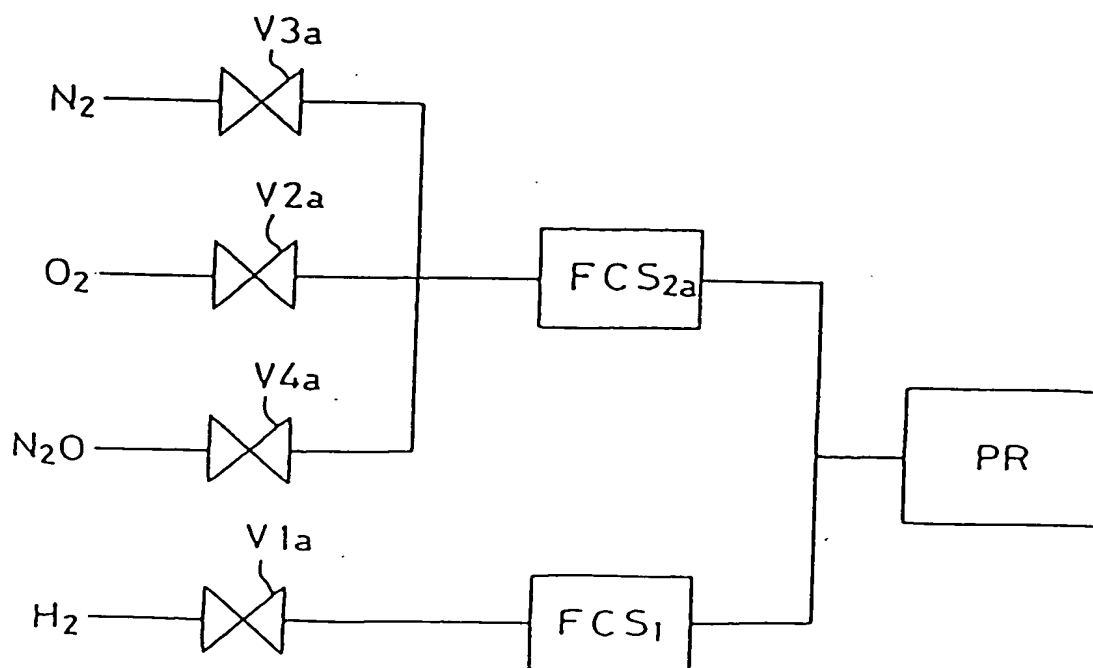 V3a
N₂
V2a
O₂
FCS₂ₐ
V4a
N₂O
PR
V1a
H₂
FCS₁